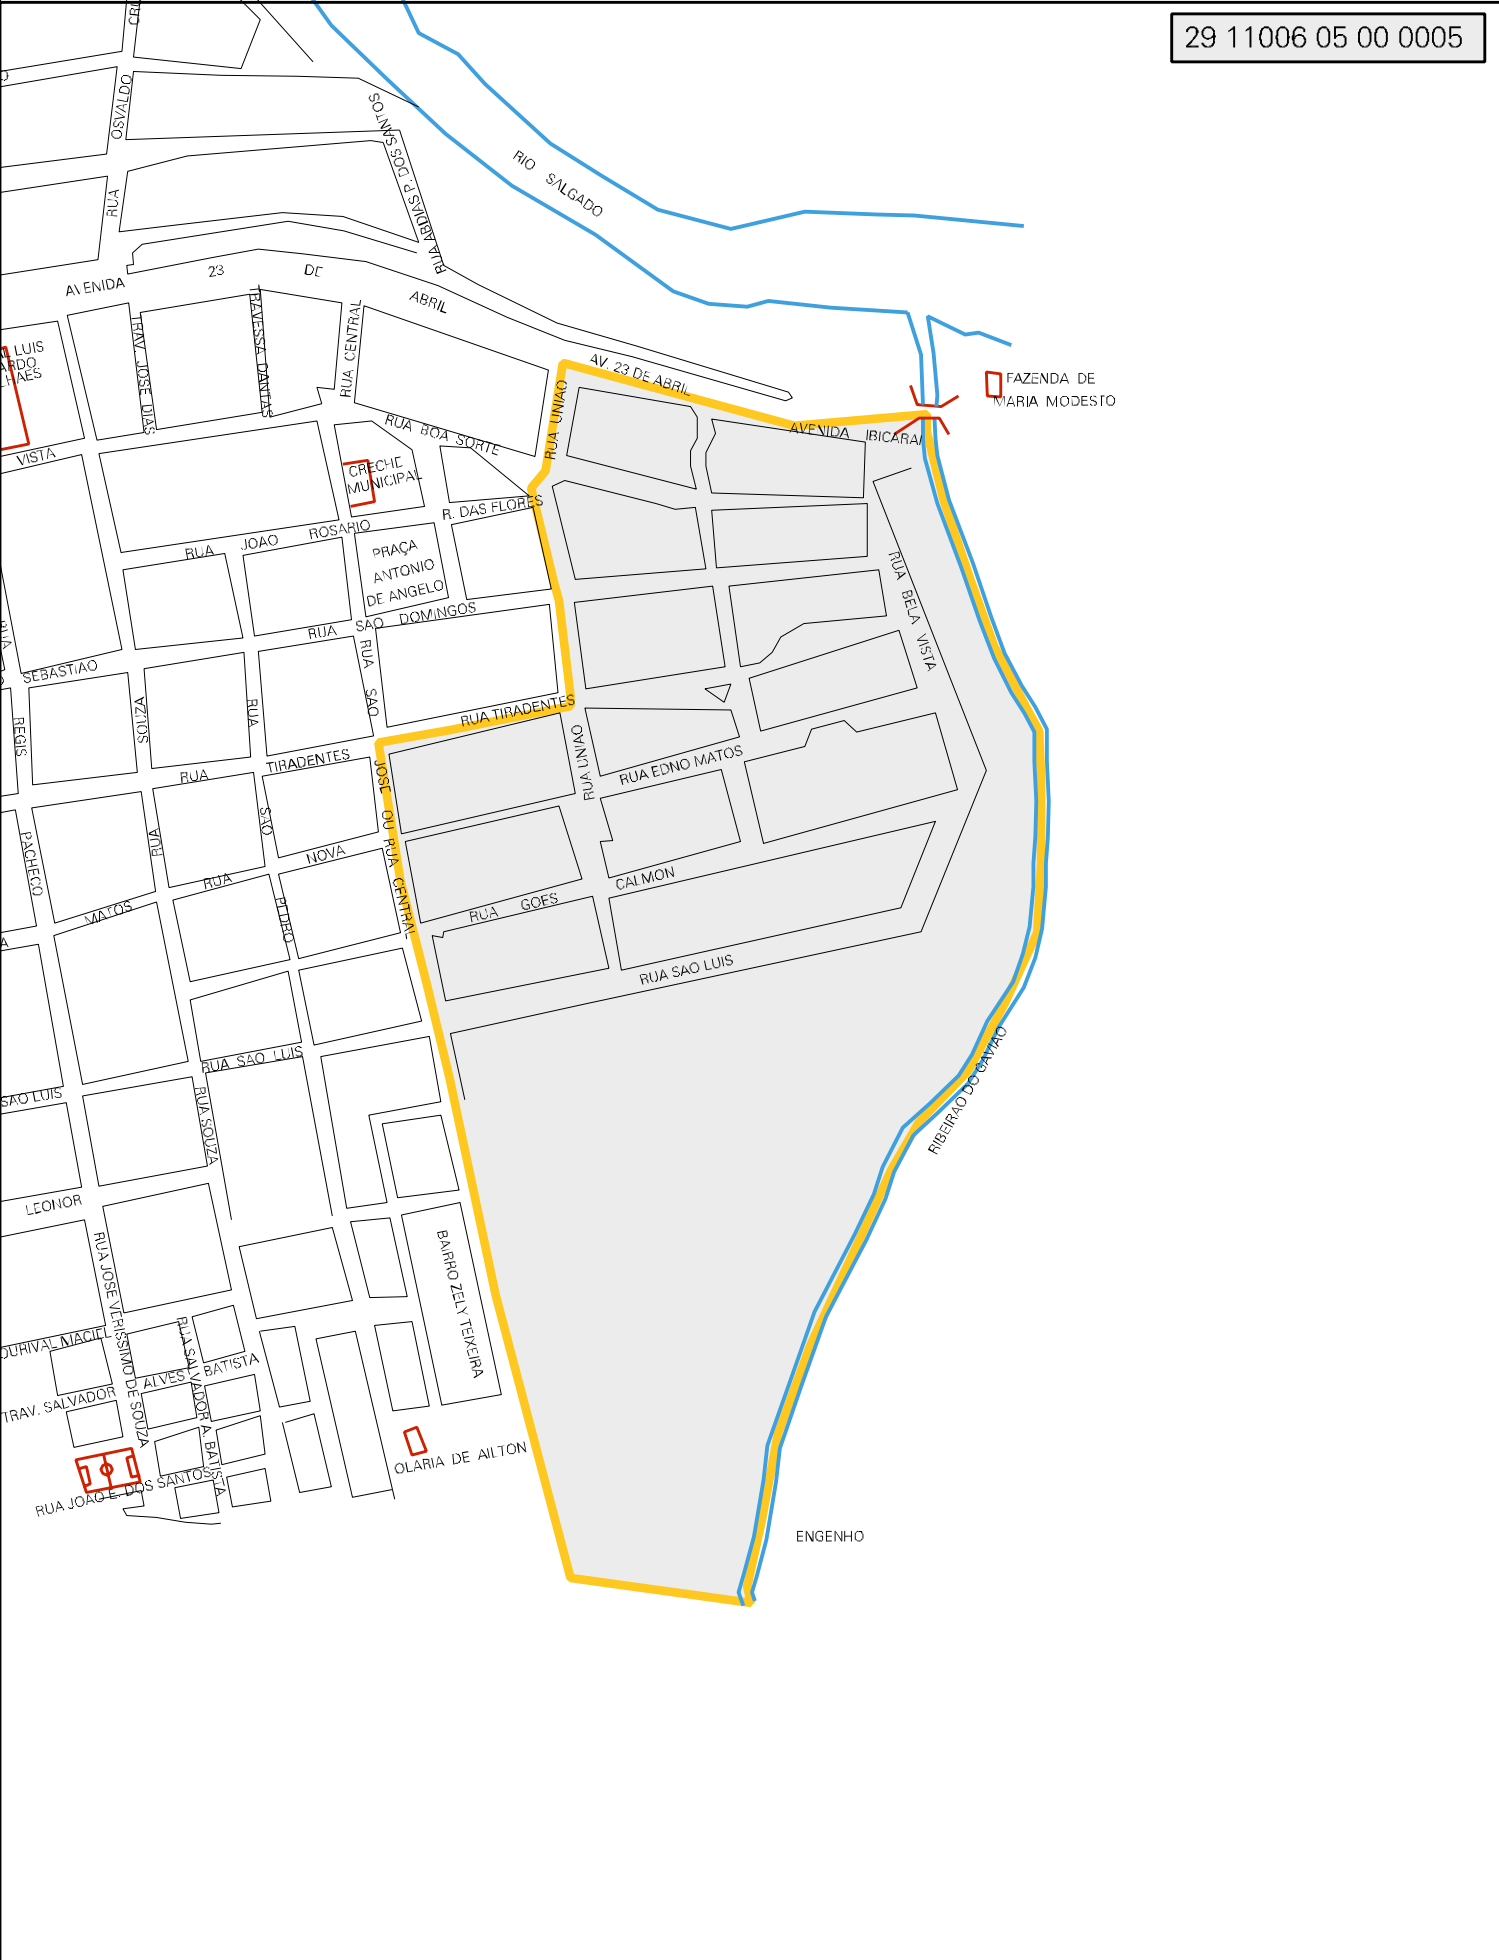 29 11006 05 00 0005
OSVALDO
RUA
RUA ABDIAS P. DOS SANTOS
RIO SALGADO
AVENIDA 23 DE ABRIL
AV. 23 DE ABRIL
AVENIDA IBICARAI
FAZENDA DE
MARIA MODESTO
LUIS
ARDO
LHAES
TRAV. JOSE DIAS
TRAVESSA DANTAS
RUA CENTRAL
RUA UNIAO
RUA BOA SORTE
VISTA
CRECHE
MUNICIPAL
R. DAS FLORES
RUA JOAO ROSARIO
PRAÇA
ANTONIO
DE ANGELO
RUA SAO DOMINGOS
RUA BELA VISTA
SEBASTIAO
RUA SAO
RUA TIRADENTES
REGIS
SOUZA
RUA
RUA TIRADENTES
RUA UNIAO
RUA EDNO MATOS
JOSE OU RUA CENTRAL
SAO
RUA
PACHECO
RUA NOVA
CALMON
RUA GOES
MATOS
PEDRO
RUA SAO LUIS
RUA SAO LUIS
SAO LUIS
RUA SOUZA
RIBEIRAO DO GAVIAO
LEONOR
RUA JOSE VERISSIMO DE SOUZA
BAIRRO ZELY TEIXEIRA
OURIVAL MACIEL
RUA SALVADOR A. BATISTA
TRAV. SALVADOR ALVES BATISTA
OLARIA DE AILTON
RUA JOAO E. DOS SANTOS
ENGENHO